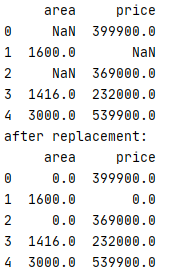 area     price
0     NaN  399900.0
1  1600.0       NaN
2     NaN  369000.0
3  1416.0  232000.0
4  3000.0  539900.0
after replacement:
     area     price
0     0.0  399900.0
1  1600.0       0.0
2     0.0  369000.0
3  1416.0  232000.0
4  3000.0  539900.0